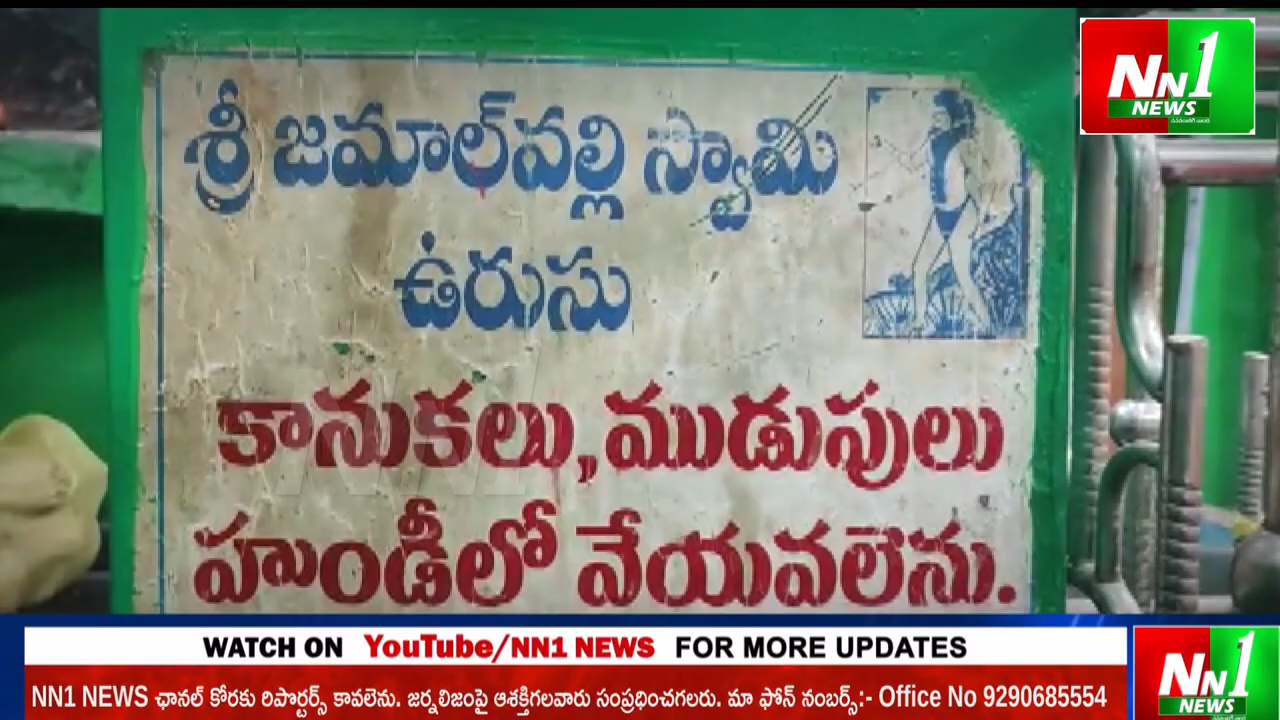 శ్రీ జమాల్‌వల్లి స్వామి
ఉరుసు
కానుకలు, ముడుపులు
హుండీలో వేయవలెను.
NN1
NEWS
WATCH ON YouTube/NN1 NEWS FOR MORE UPDATES
NN1 NEWS ఛానల్ కోరకు రిపొర్టర్స్ కావలెను. జర్నలిజంపై ఆశక్తిగలవారు సంప్రధించగలరు. మా ఫోన్ నంబర్స్:- Office No 9290685554
NN1
NEWS